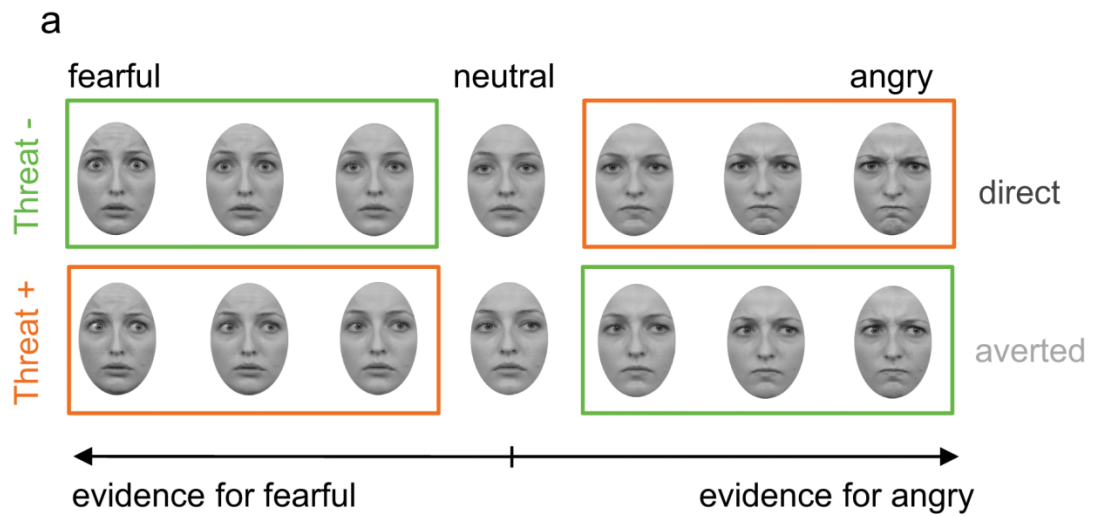 a
fearful neutral angry
Threat -
direct
Threat +
averted
evidence for fearful evidence for angry